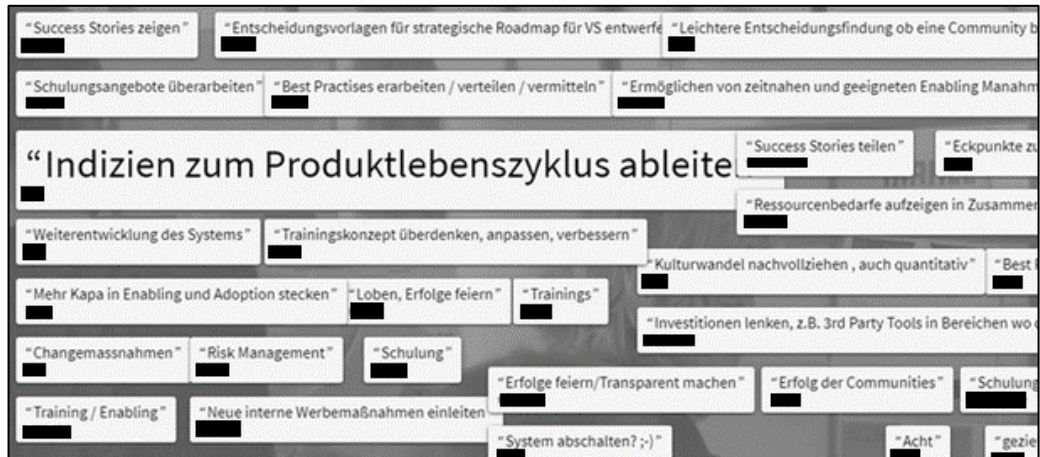 “Success Stories zeigen”
“Entscheidungsvorlagen für strategische Roadmap für VS entwerfe
“Leichtere Entscheidungsfindung ob eine Community b
“Schulungsangebote überarbeiten”
“Best Practises erarbeiten / verteilen / vermitteln”
“Ermöglichen von zeitnahen und geeigneten Enabling Manahm
“Indizien zum Produktlebenszyklus ableite
“Success Stories teilen”
“Eckpunkte zu
“Ressourcenbedarfe aufzeigen in Zusammen
“Weiterentwicklung des Systems”
“Trainingskonzept überdenken, anpassen, verbessern”
“Kulturwandel nachvollziehen , auch quantitativ”
“Best
“Mehr Kapa in Enabling und Adoption stecken”
“Loben, Erfolge feiern”
“Trainings”
“Investitionen lenken, z.B. 3rd Party Tools in Bereichen wo
“Changemassnahmen”
“Risk Management”
“Schulung”
“Erfolge feiern/Transparent machen”
“Erfolg der Communities”
“Schulung
“Training / Enabling”
“Neue interne Werbemaßnahmen einleiten
“System abschalten? ;-)”
“Acht”
“gezie